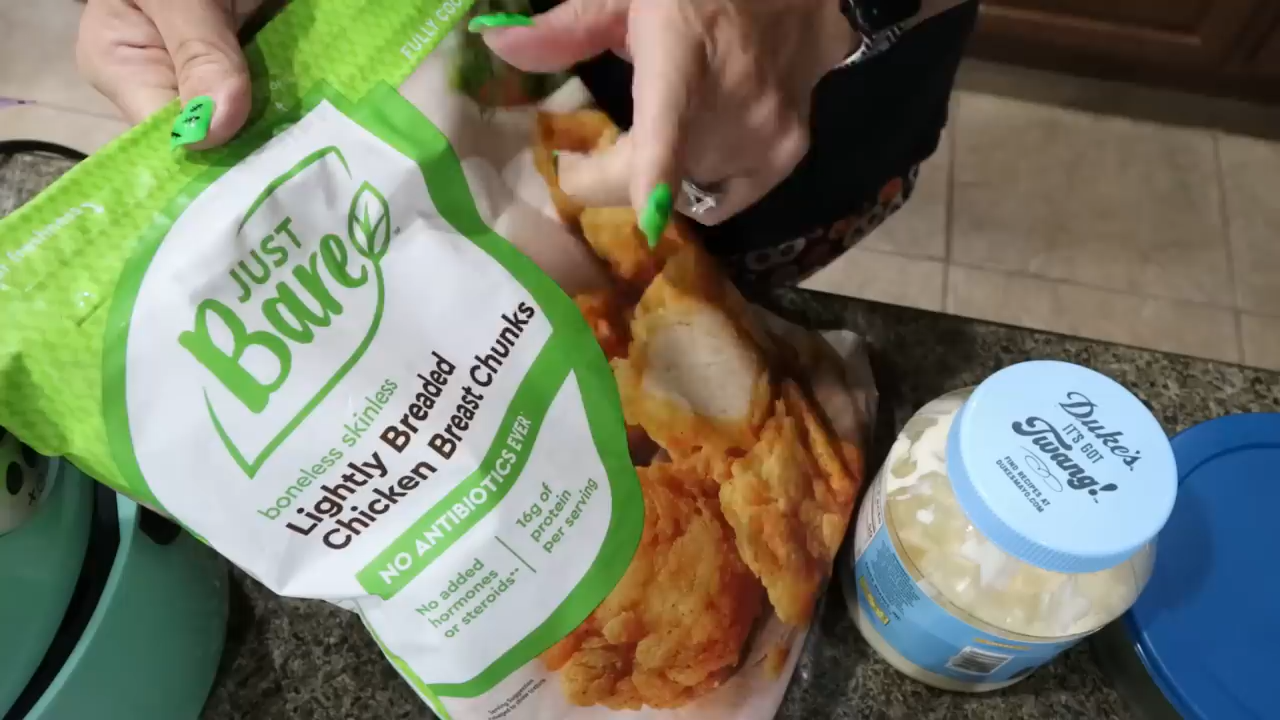 FULLY COO
JUST
Bare
boneless skinless
Lightly Breaded
Chicken Breast Chunks
NO ANTIBIOTICS EVER
16g of
protein
per serving
No added
hormones
or steroids**
Duke's
IT'S GOT
Twang!
FIND RECIPES AT
DUKESMAYO.COM